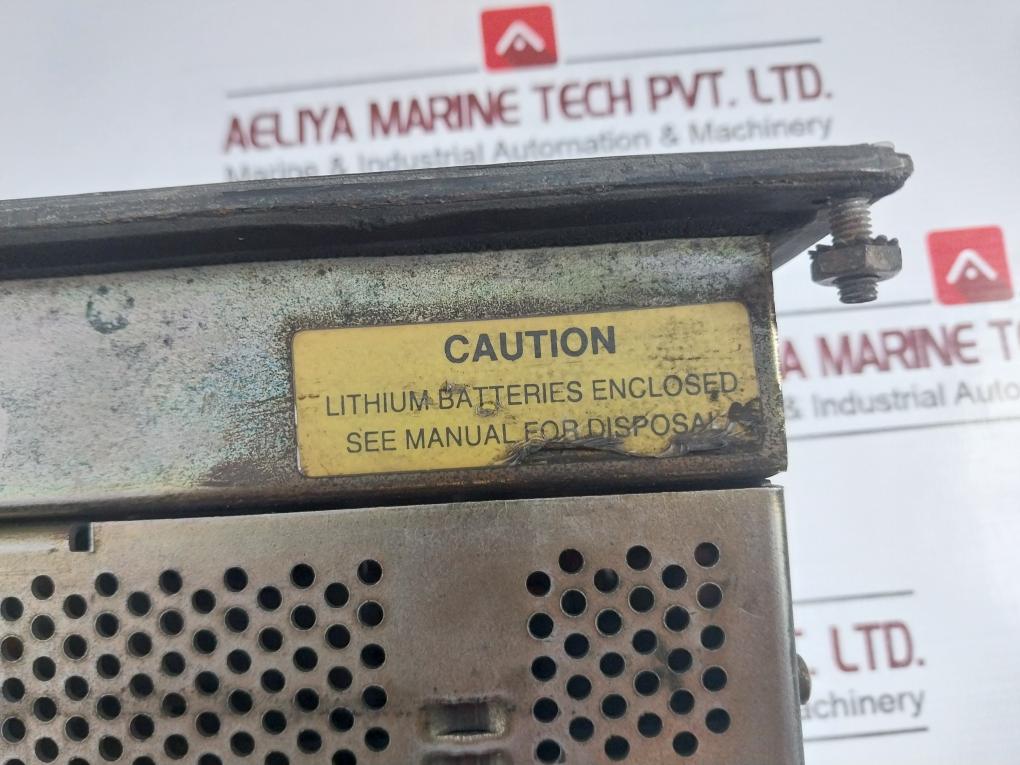 AELIYA MARINE TECH PVT. LTD.
Marine & Industrial Automation & Machinery
CAUTION
LITHIUM BATTERIES ENCLOSED
SEE MANUAL FOR DISPOSAL
A MARINE T
& Industrial Auto
T. LTD.
achinery